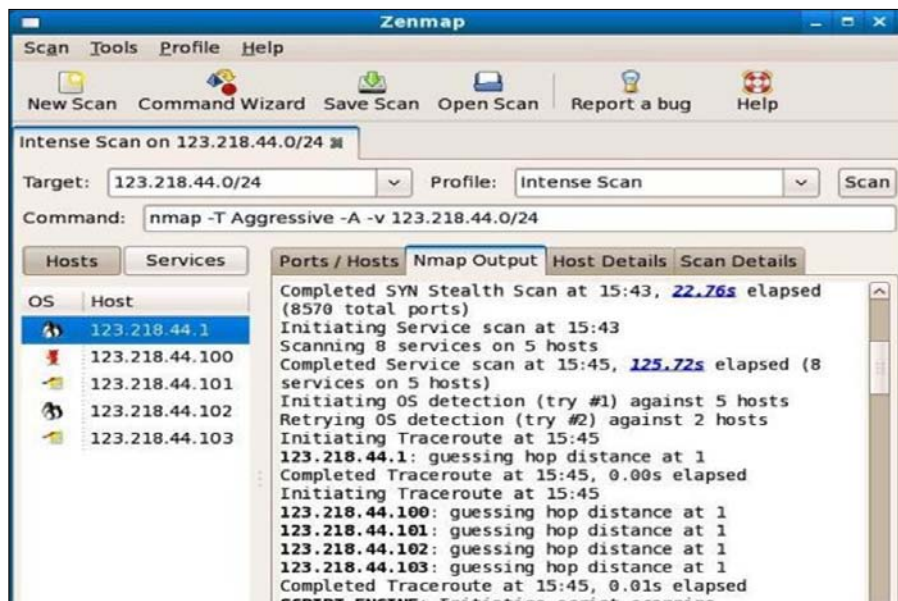 Zenmap
Scan Tools Profile Help
New Scan Command Wizard Save Scan Open Scan Report a bug Help
Intense Scan on 123.218.44.0/24
Target: 123.218.44.0/24 Profile: Intense Scan Scan
Command: nmap -T Aggressive -A -v 123.218.44.0/24
Hosts Services
OS Host
123.218.44.1
123.218.44.100
123.218.44.101
123.218.44.102
123.218.44.103
Ports / Hosts Nmap Output Host Details Scan Details
Completed SYN Stealth Scan at 15:43, 22.76s elapsed
(8570 total ports)
Initiating Service scan at 15:43
Scanning 8 services on 5 hosts
Completed Service scan at 15:45, 125.72s elapsed (8
services on 5 hosts)
Initiating OS detection (try #1) against 5 hosts
Retrying OS detection (try #2) against 2 hosts
Initiating Traceroute at 15:45
123.218.44.1: guessing hop distance at 1
Completed Traceroute at 15:45, 0.00s elapsed
Initiating Traceroute at 15:45
123.218.44.100: guessing hop distance at 1
123.218.44.101: guessing hop distance at 1
123.218.44.102: guessing hop distance at 1
123.218.44.103: guessing hop distance at 1
Completed Traceroute at 15:45, 0.01s elapsed